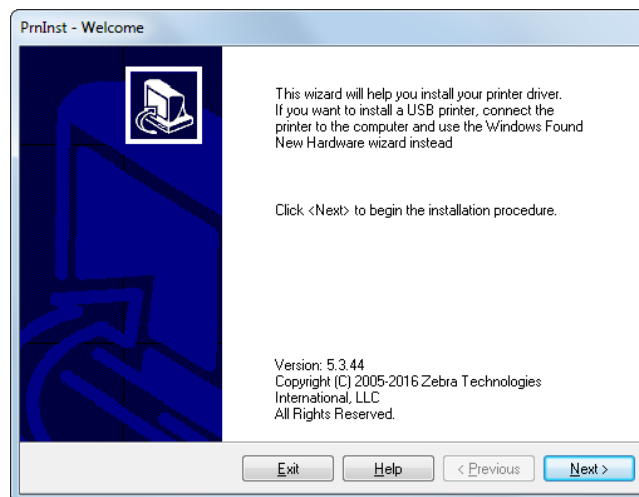 PrnInst - Welcome
This wizard will help you install your printer driver.
If you want to install a USB printer, connect the
printer to the computer and use the Windows Found
New Hardware wizard instead
Click <Next> to begin the installation procedure.
Version: 5.3.44
Copyright (C) 2005-2016 Zebra Technologies
International, LLC
All Rights Reserved.
Exit Help < Previous Next >